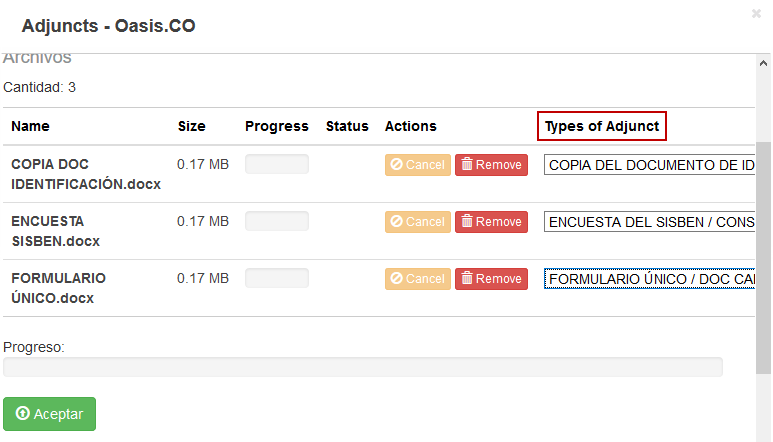 Adjuncts - Oasis.CO
Archivos
Cantidad: 3
Name Size Progress Status Actions Types of Adjunct
COPIA DOC IDENTIFICACIÓN.docx 0.17 MB Cancel Remove COPIA DEL DOCUMENTO DE ID
ENCUESTA SISBEN.docx 0.17 MB Cancel Remove ENCUESTA DEL SISBEN / CONS
FORMULARIO ÚNICO.docx 0.17 MB Cancel Remove FORMULARIO ÚNICO / DOC CAI
Progreso:
Aceptar